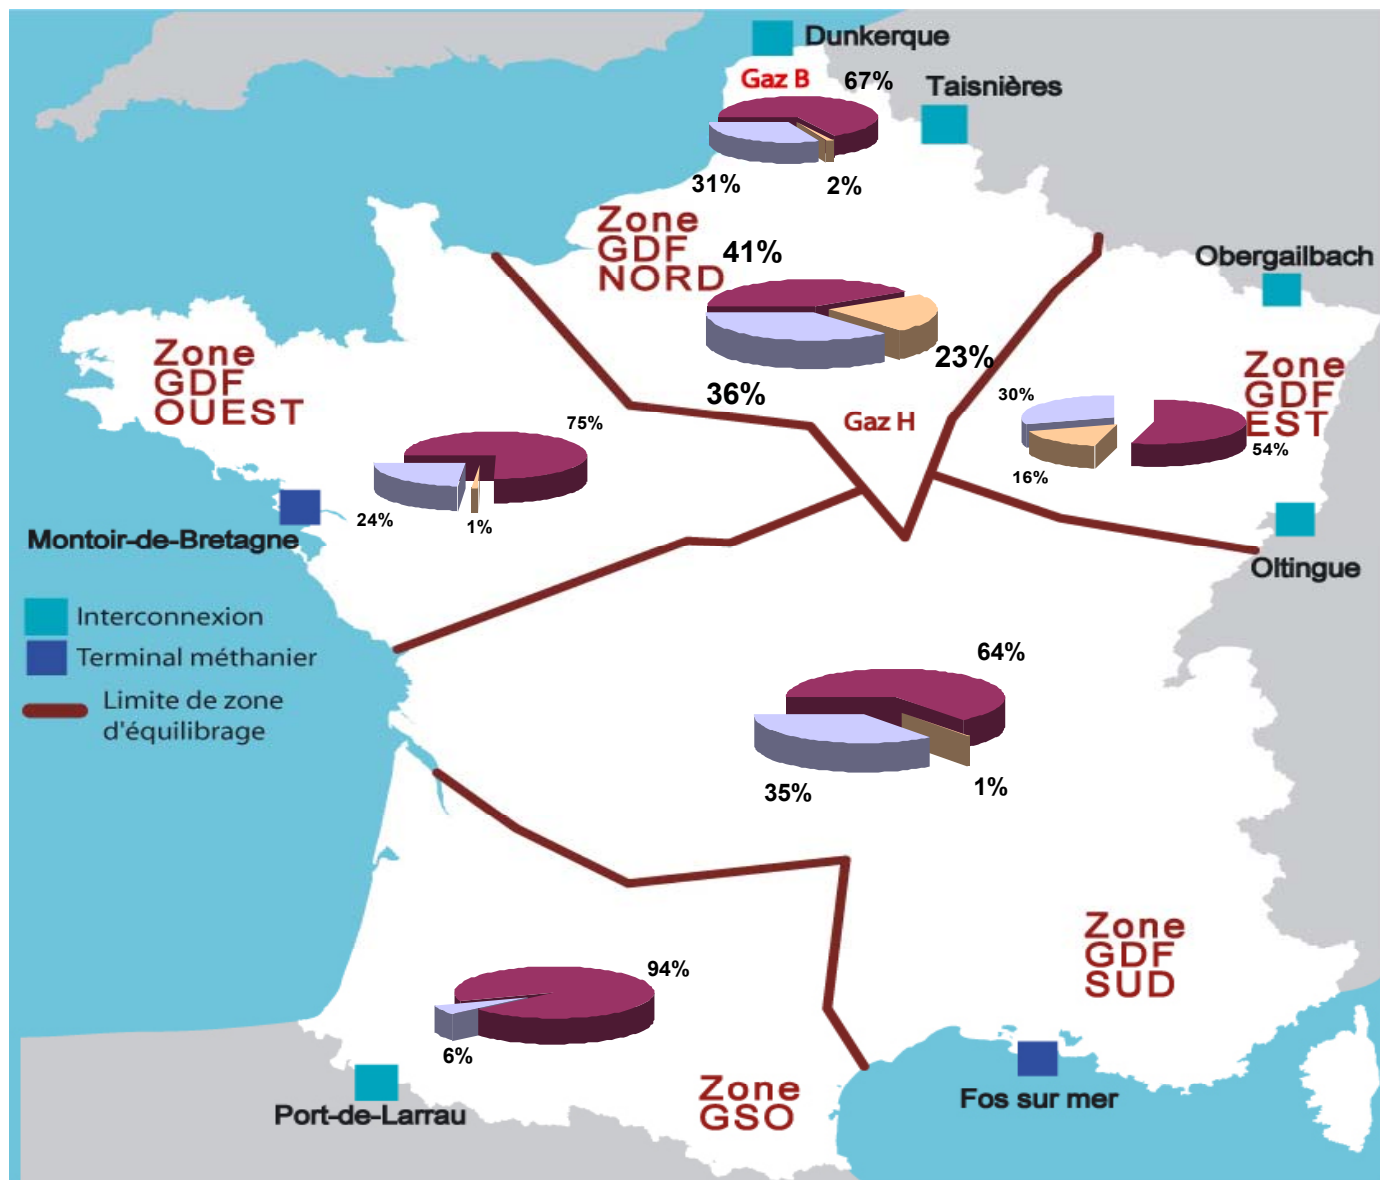 Dunkerque
Gaz B
67%
Taisnières
31%
2%
Zone
GDF
NORD
41%
Obergailbach
23%
36%
Gaz H
Zone
GDF
OUEST
Zone
GDF
EST
30%
54%
16%
75%
24%
1%
Montoir-de-Bretagne
Oltingue
Interconnexion
Terminal méthanier
Limite de zone
d'équilibrage
64%
35%
1%
Zone
GDF
SUD
94%
6%
Zone
GSO
Port-de-Larrau
Fos sur mer